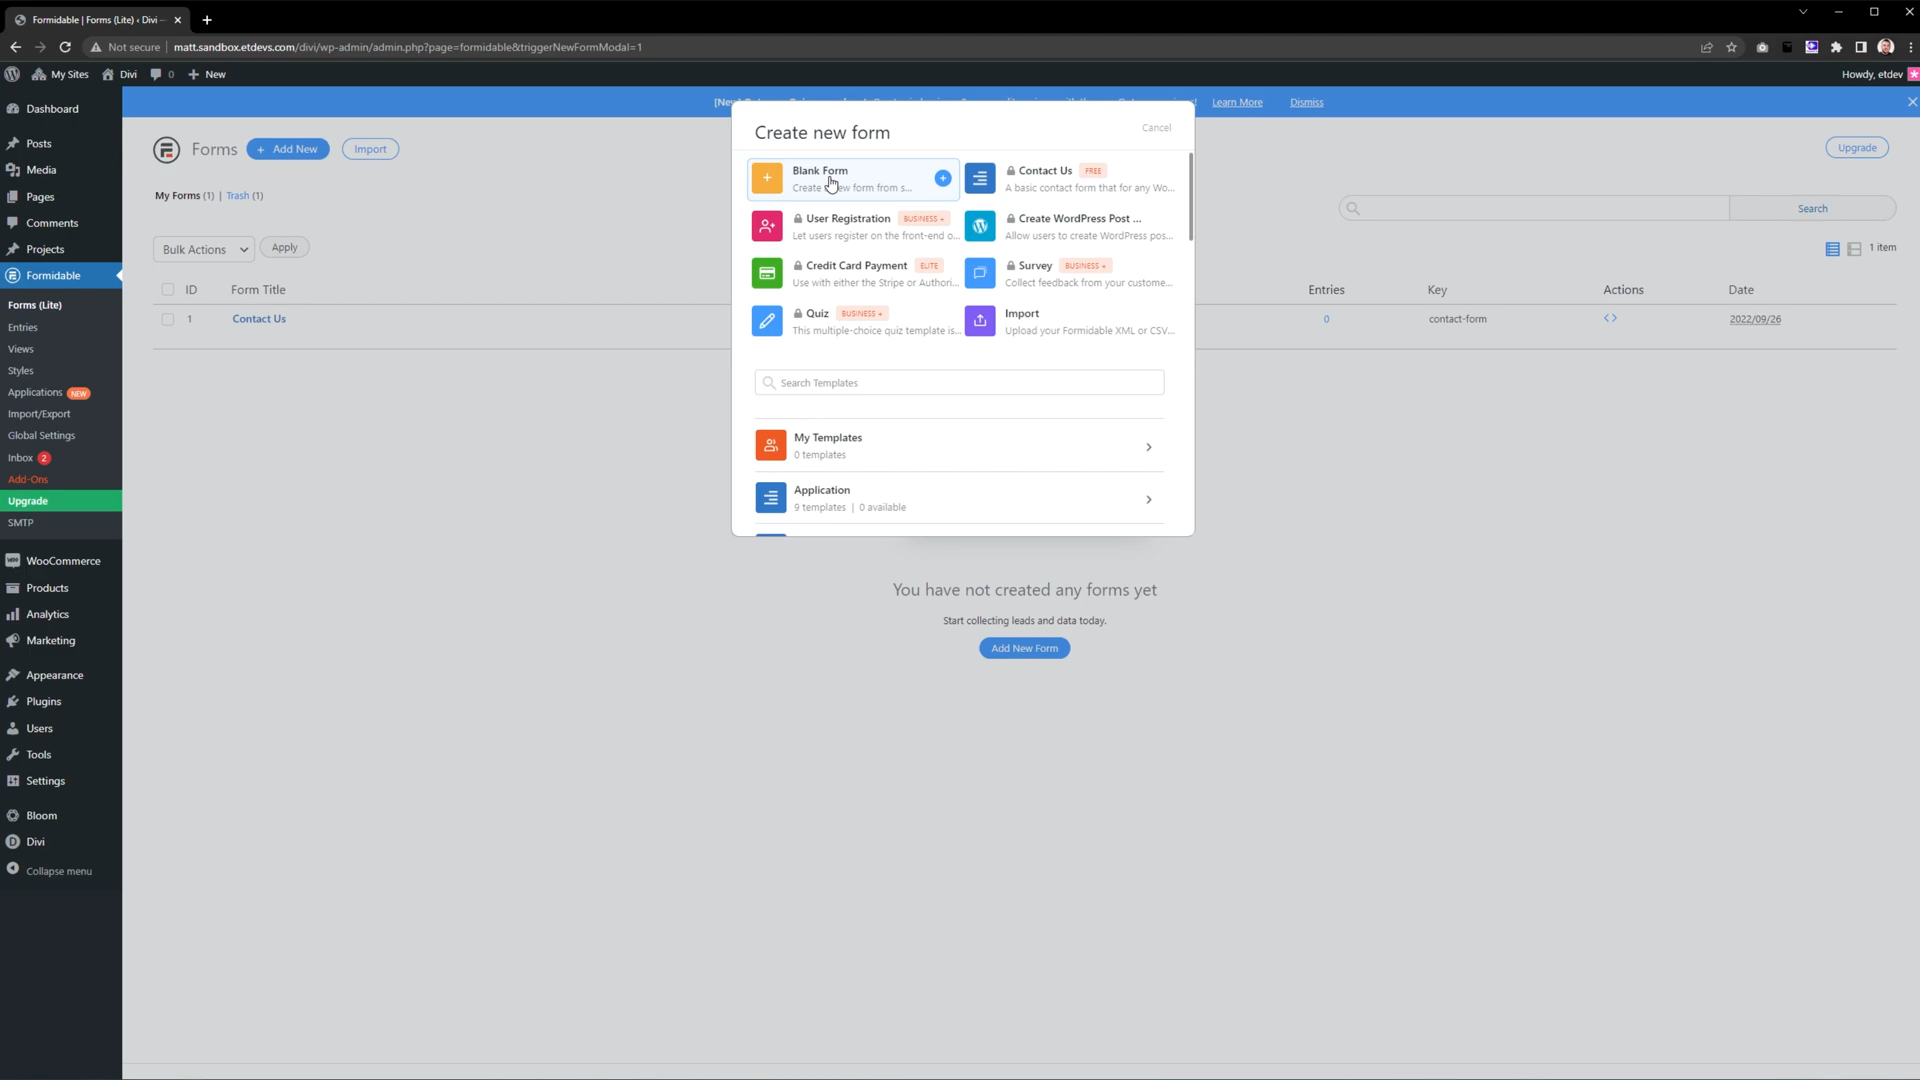 Formidable | Forms (Lite) ‹ Divi —
Not secure
matt.sandbox.etdevs.com/divi/wp-admin/admin.php?page=formidable&triggerNewFormModal=1
My Sites
Divi
0
New
Howdy, etdev
Dashboard
Posts
Media
Pages
Comments
Projects
Formidable
Forms (Lite)
Entries
Views
Styles
Applications NEW
Import/Export
Global Settings
Inbox 2
Add-Ons
Upgrade
SMTP
WooCommerce
Products
Analytics
Marketing
Appearance
Plugins
Users
Tools
Settings
Bloom
Divi
Collapse menu
Learn More
Dismiss
Forms
+ Add New
Import
Upgrade
My Forms (1) | Trash (1)
Search
Bulk Actions
Apply
1 item
ID
Form Title
Entries
Key
Actions
Date
1
Contact Us
0
contact-form
2022/09/26
Create new form
Cancel
Blank Form
form from s...
Contact Us FREE
A basic contact form that for any Wo...
User Registration BUSINESS +
Let users register on the front-end o...
Create WordPress Post ...
Allow users to create WordPress pos...
Credit Card Payment ELITE
Use with either the Stripe or Authori...
Survey BUSINESS +
Collect feedback from your custome...
Quiz BUSINESS +
This multiple-choice quiz template is...
Import
Upload your Formidable XML or CSV...
Search Templates
My Templates
0 templates
Application
9 templates | 0 available
You have not created any forms yet
Start collecting leads and data today.
Add New Form